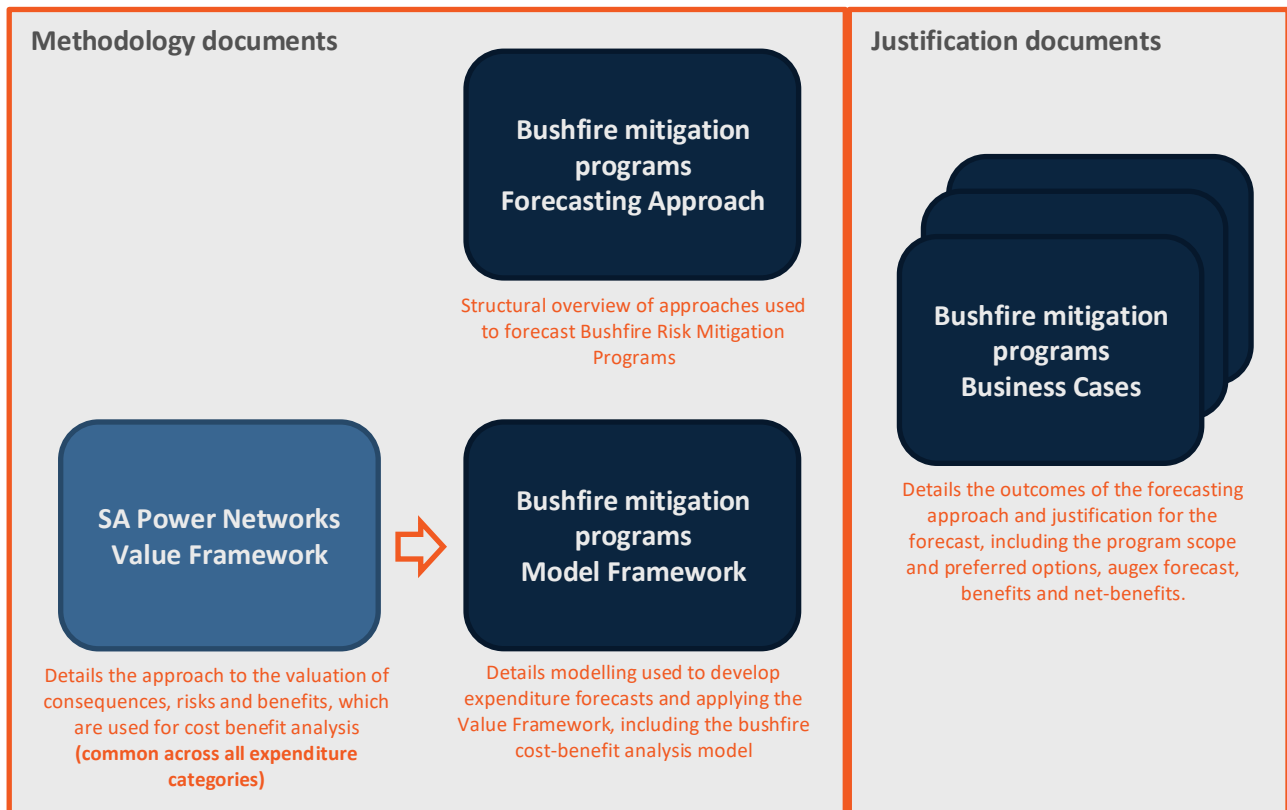 Methodology documents
Bushfire mitigation
programs
Forecasting Approach
Structural overview of approaches used
to forecast Bushfire Risk Mitigation
Programs
SA Power Networks
Value Framework
Details the approach to the valuation of
consequences, risks and benefits, which
are used for cost benefit analysis
(common across all expenditure
categories)
Bushfire mitigation
programs
Model Framework
Details modelling used to develop
expenditure forecasts and applying the
Value Framework, including the bushfire
cost-benefit analysis model
Justification documents
Bushfire mitigation
programs
Business Cases
Details the outcomes of the forecasting
approach and justification for the
forecast, including the program scope
and preferred options, augex forecast,
benefits and net-benefits.